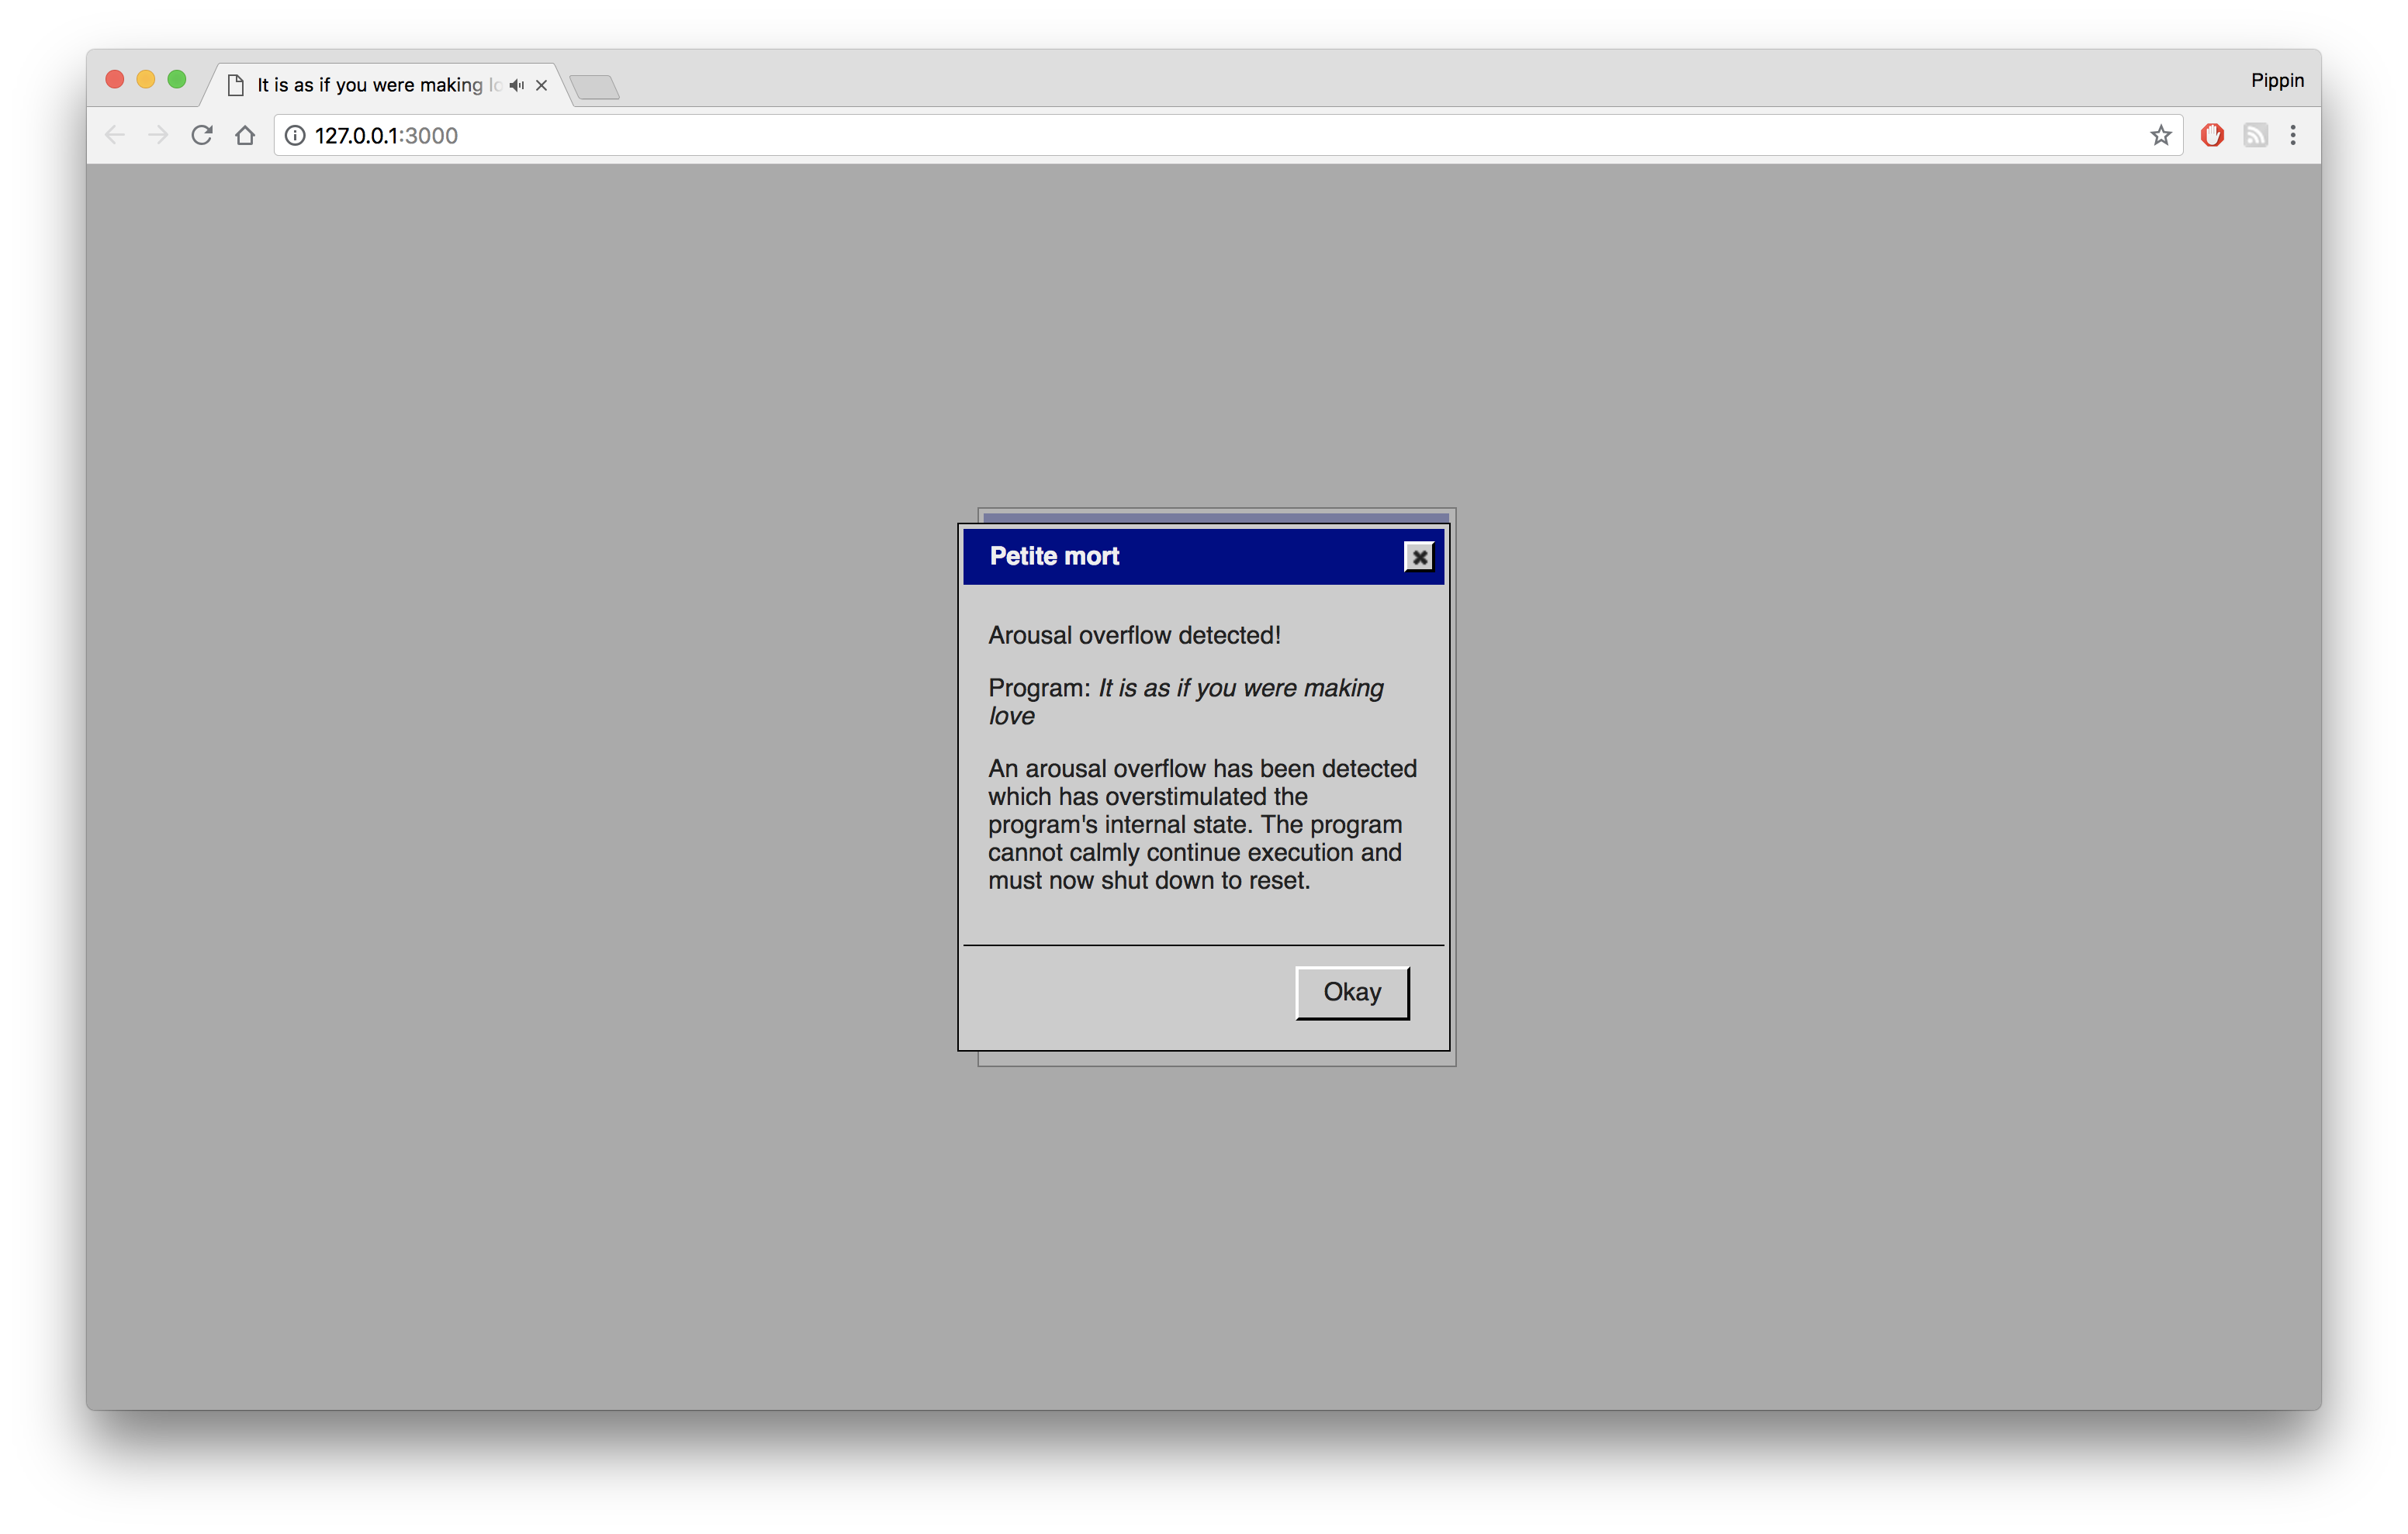 It is as if you were making lo
Pippin
127.0.0.1:3000
Petite mort
Arousal overflow detected!
Program: It is as if you were making
love
An arousal overflow has been detected
which has overstimulated the
program's internal state. The program
cannot calmly continue execution and
must now shut down to reset.
Okay